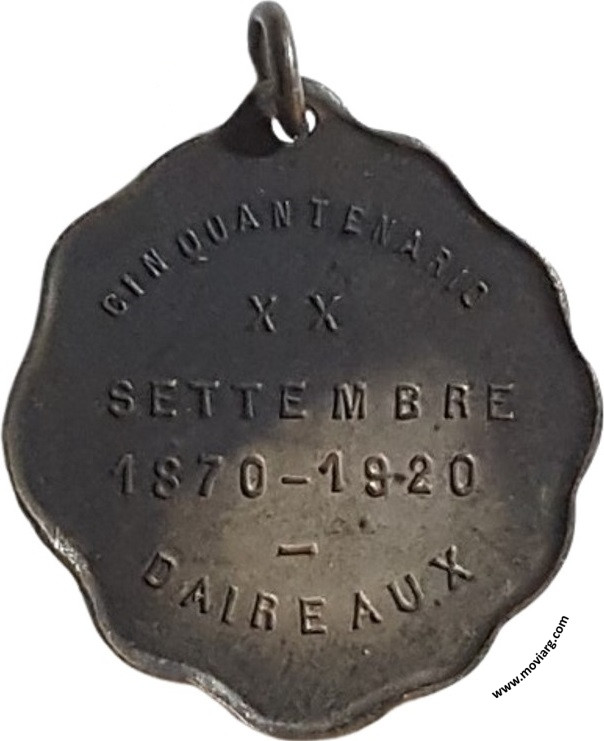 CINQUANTENARIO
XX
SETTEMBRE
1870-1920
-
DAIREAUX
www.moviarg.com